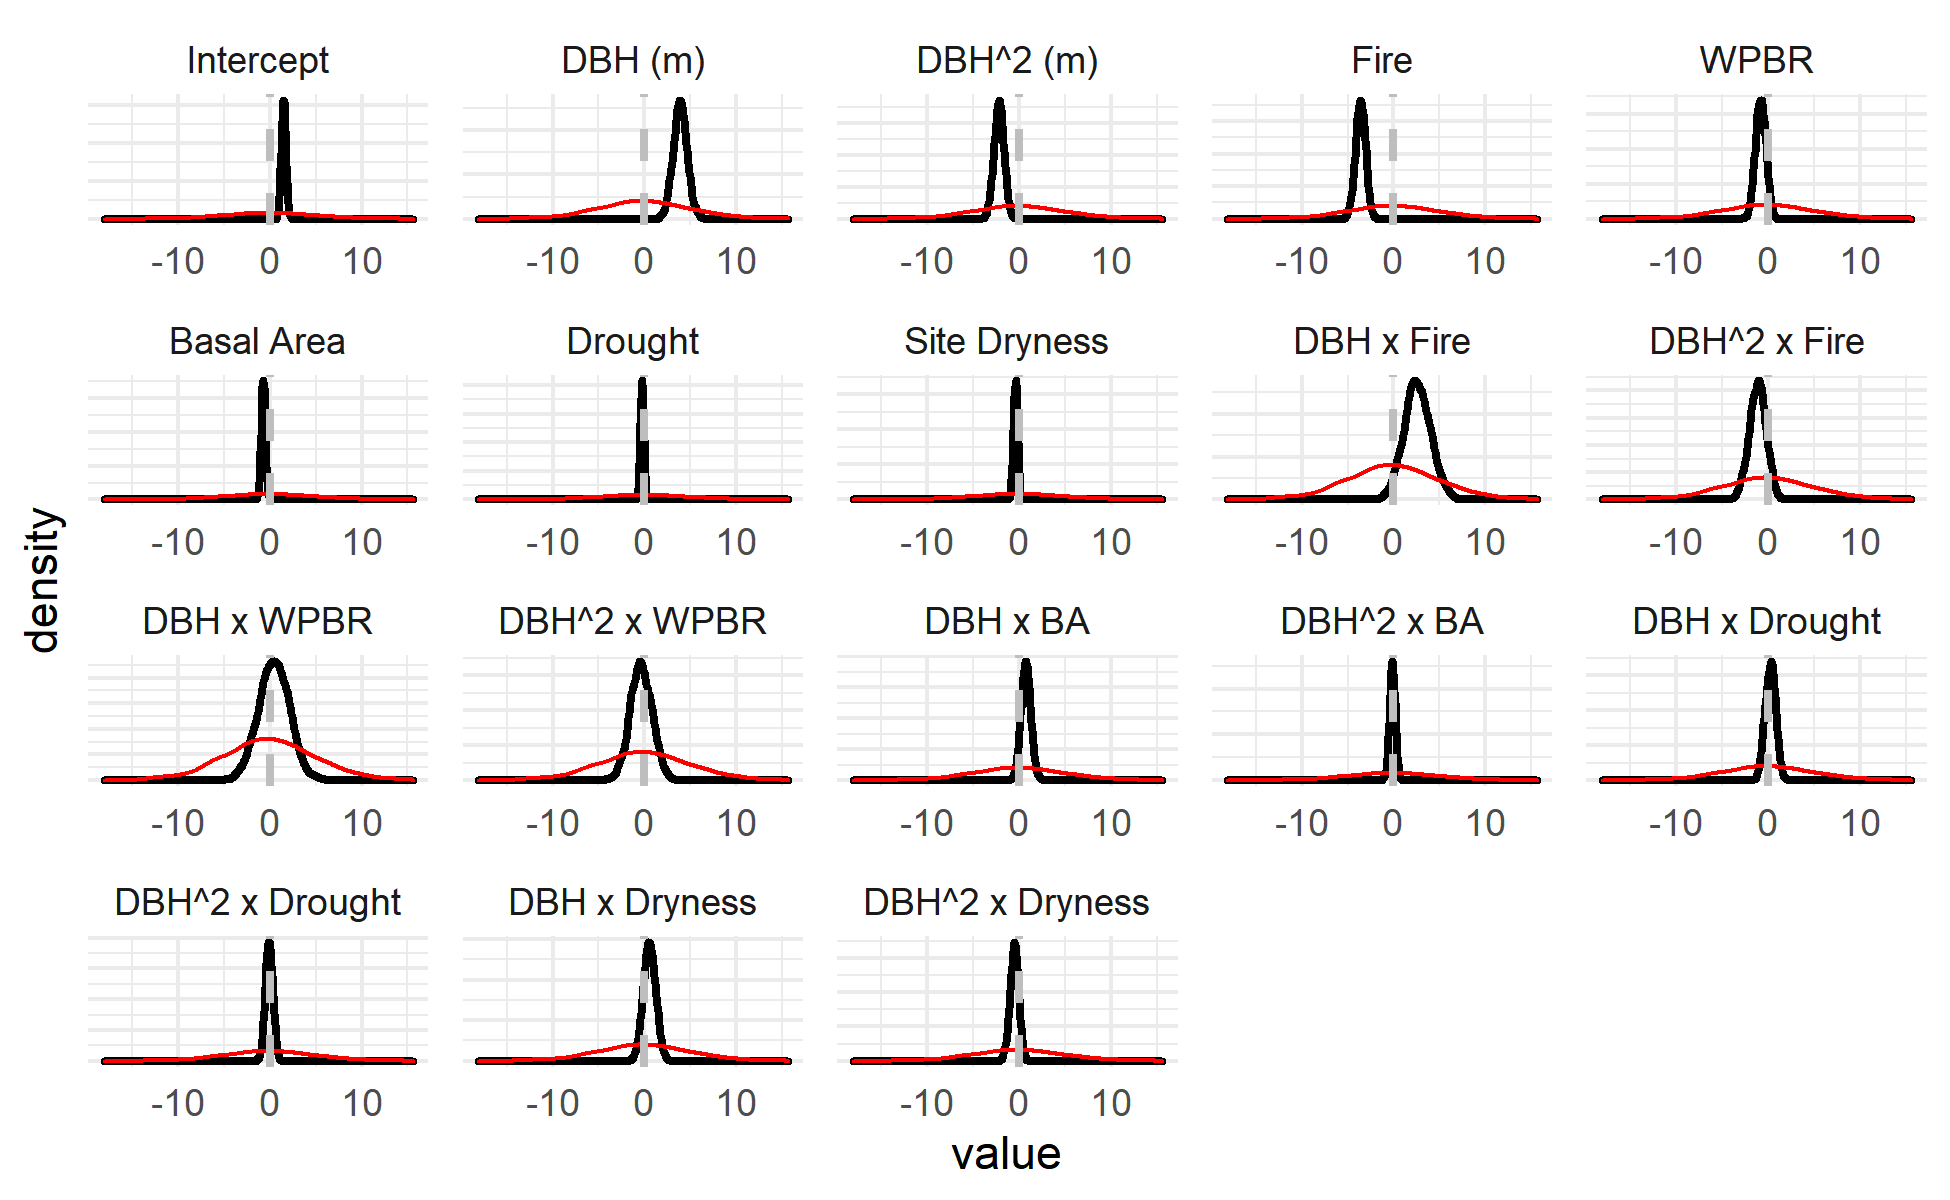 Intercept DBH (m) DBH^2 (m) Fire WPBR
-10 0 10 -10 0 10 -10 0 10 -10 0 10 -10 0 10
Basal Area Drought Site Dryness DBH x Fire DBH^2 x Fire
-10 0 10 -10 0 10 -10 0 10 -10 0 10 -10 0 10
density
DBH x WPBR DBH^2 x WPBR DBH x BA DBH^2 x BA DBH x Drought
-10 0 10 -10 0 10 -10 0 10 -10 0 10 -10 0 10
DBH^2 x Drought DBH x Dryness DBH^2 x Dryness
-10 0 10 -10 0 10 -10 0 10
value